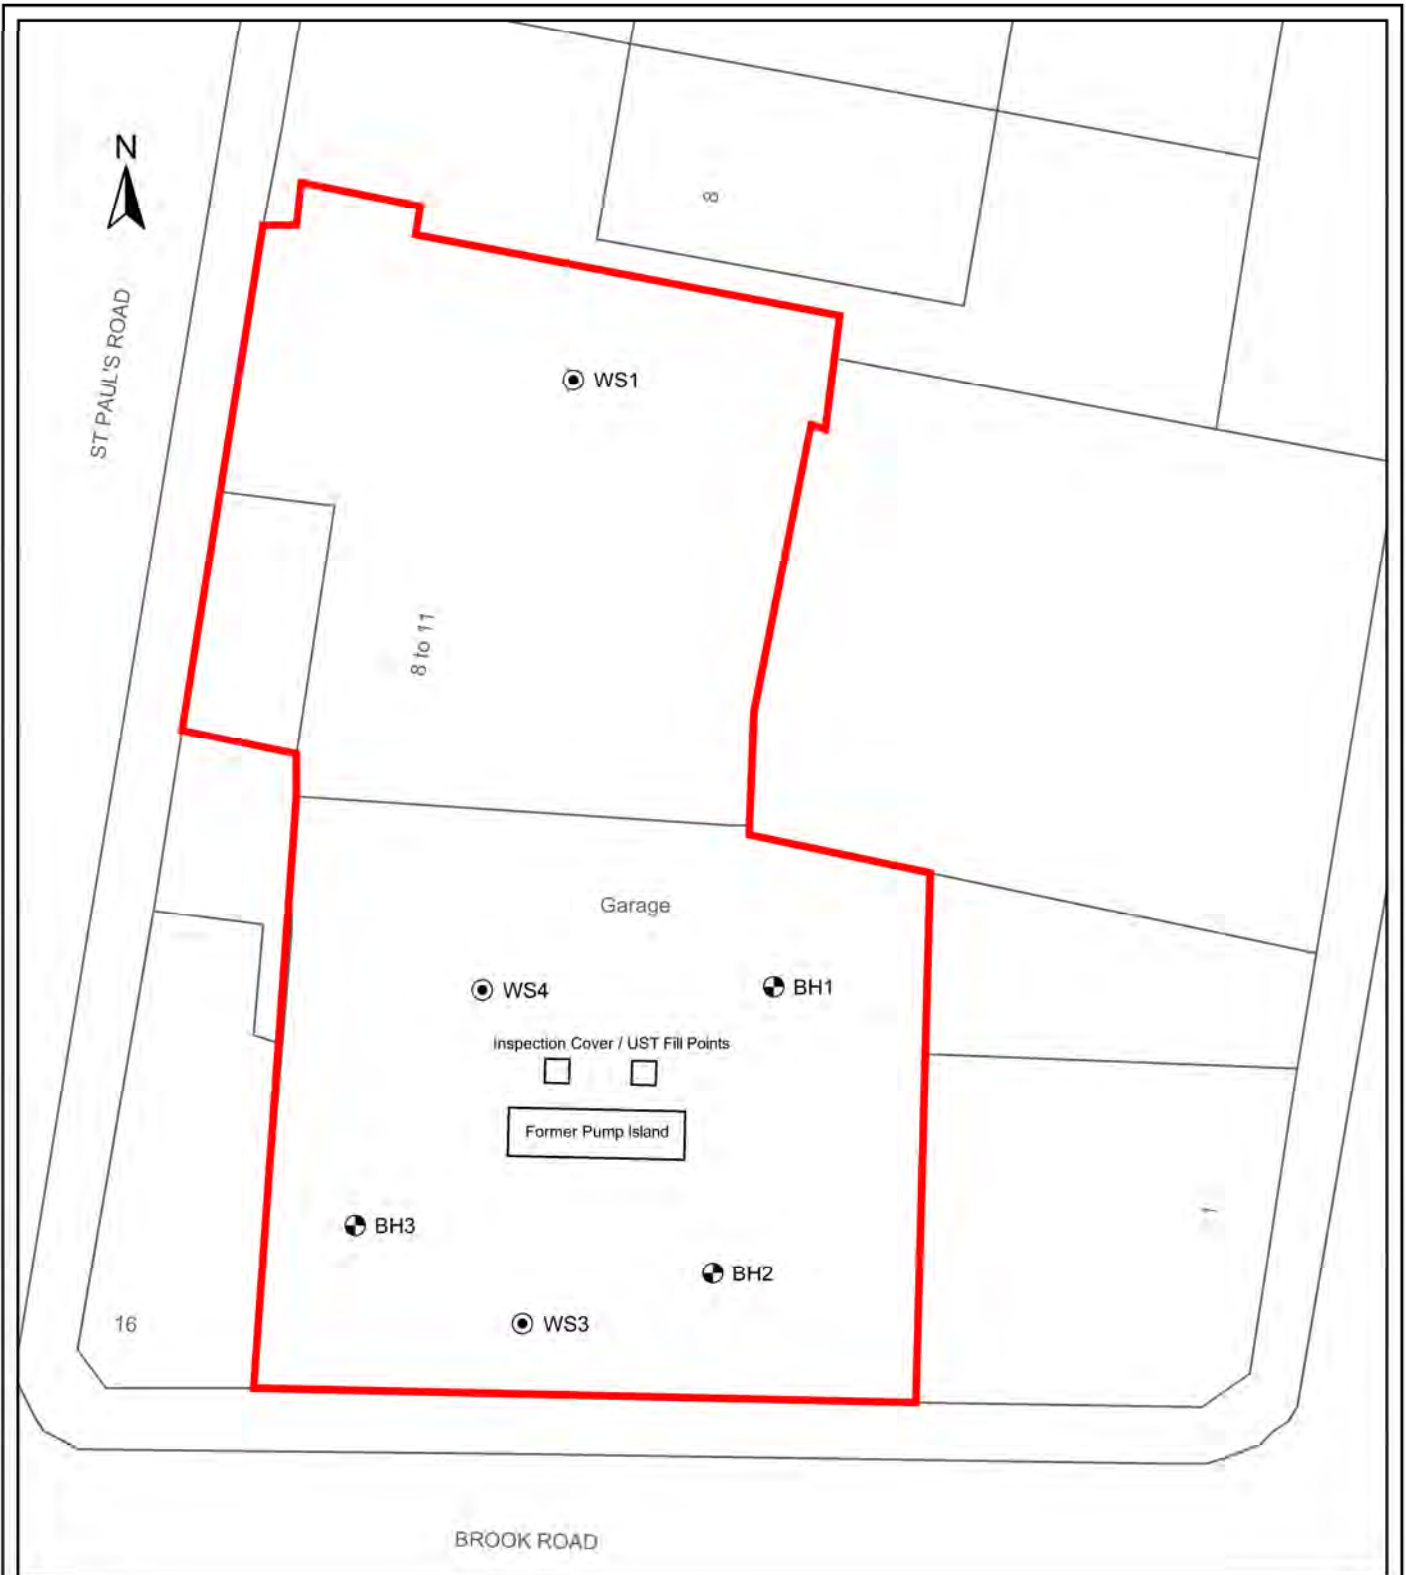 N
8
ST PAUL'S ROAD
WS1
8 to 11
Garage
WS4
BH1
Inspection Cover / UST Fill Points
Former Pump Island
1
BH3
BH2
WS3
16
BROOK ROAD